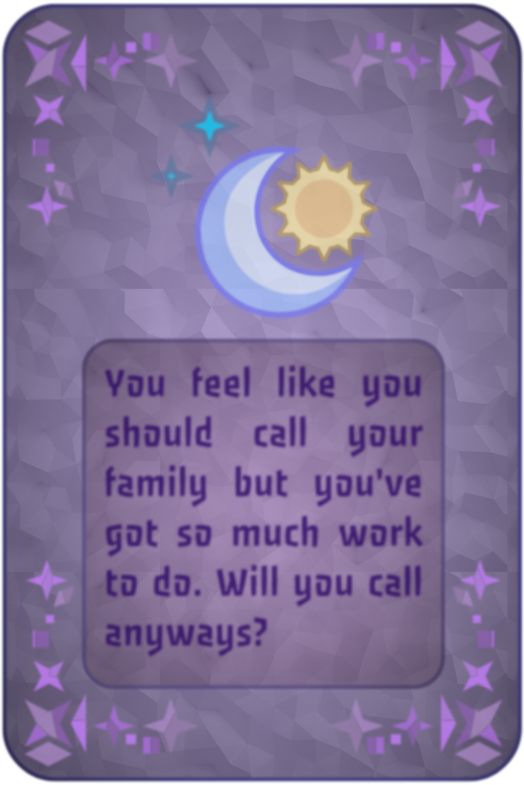 You feel like you
should call your
family but you've
got so much work
to do. Will you call
anyways?